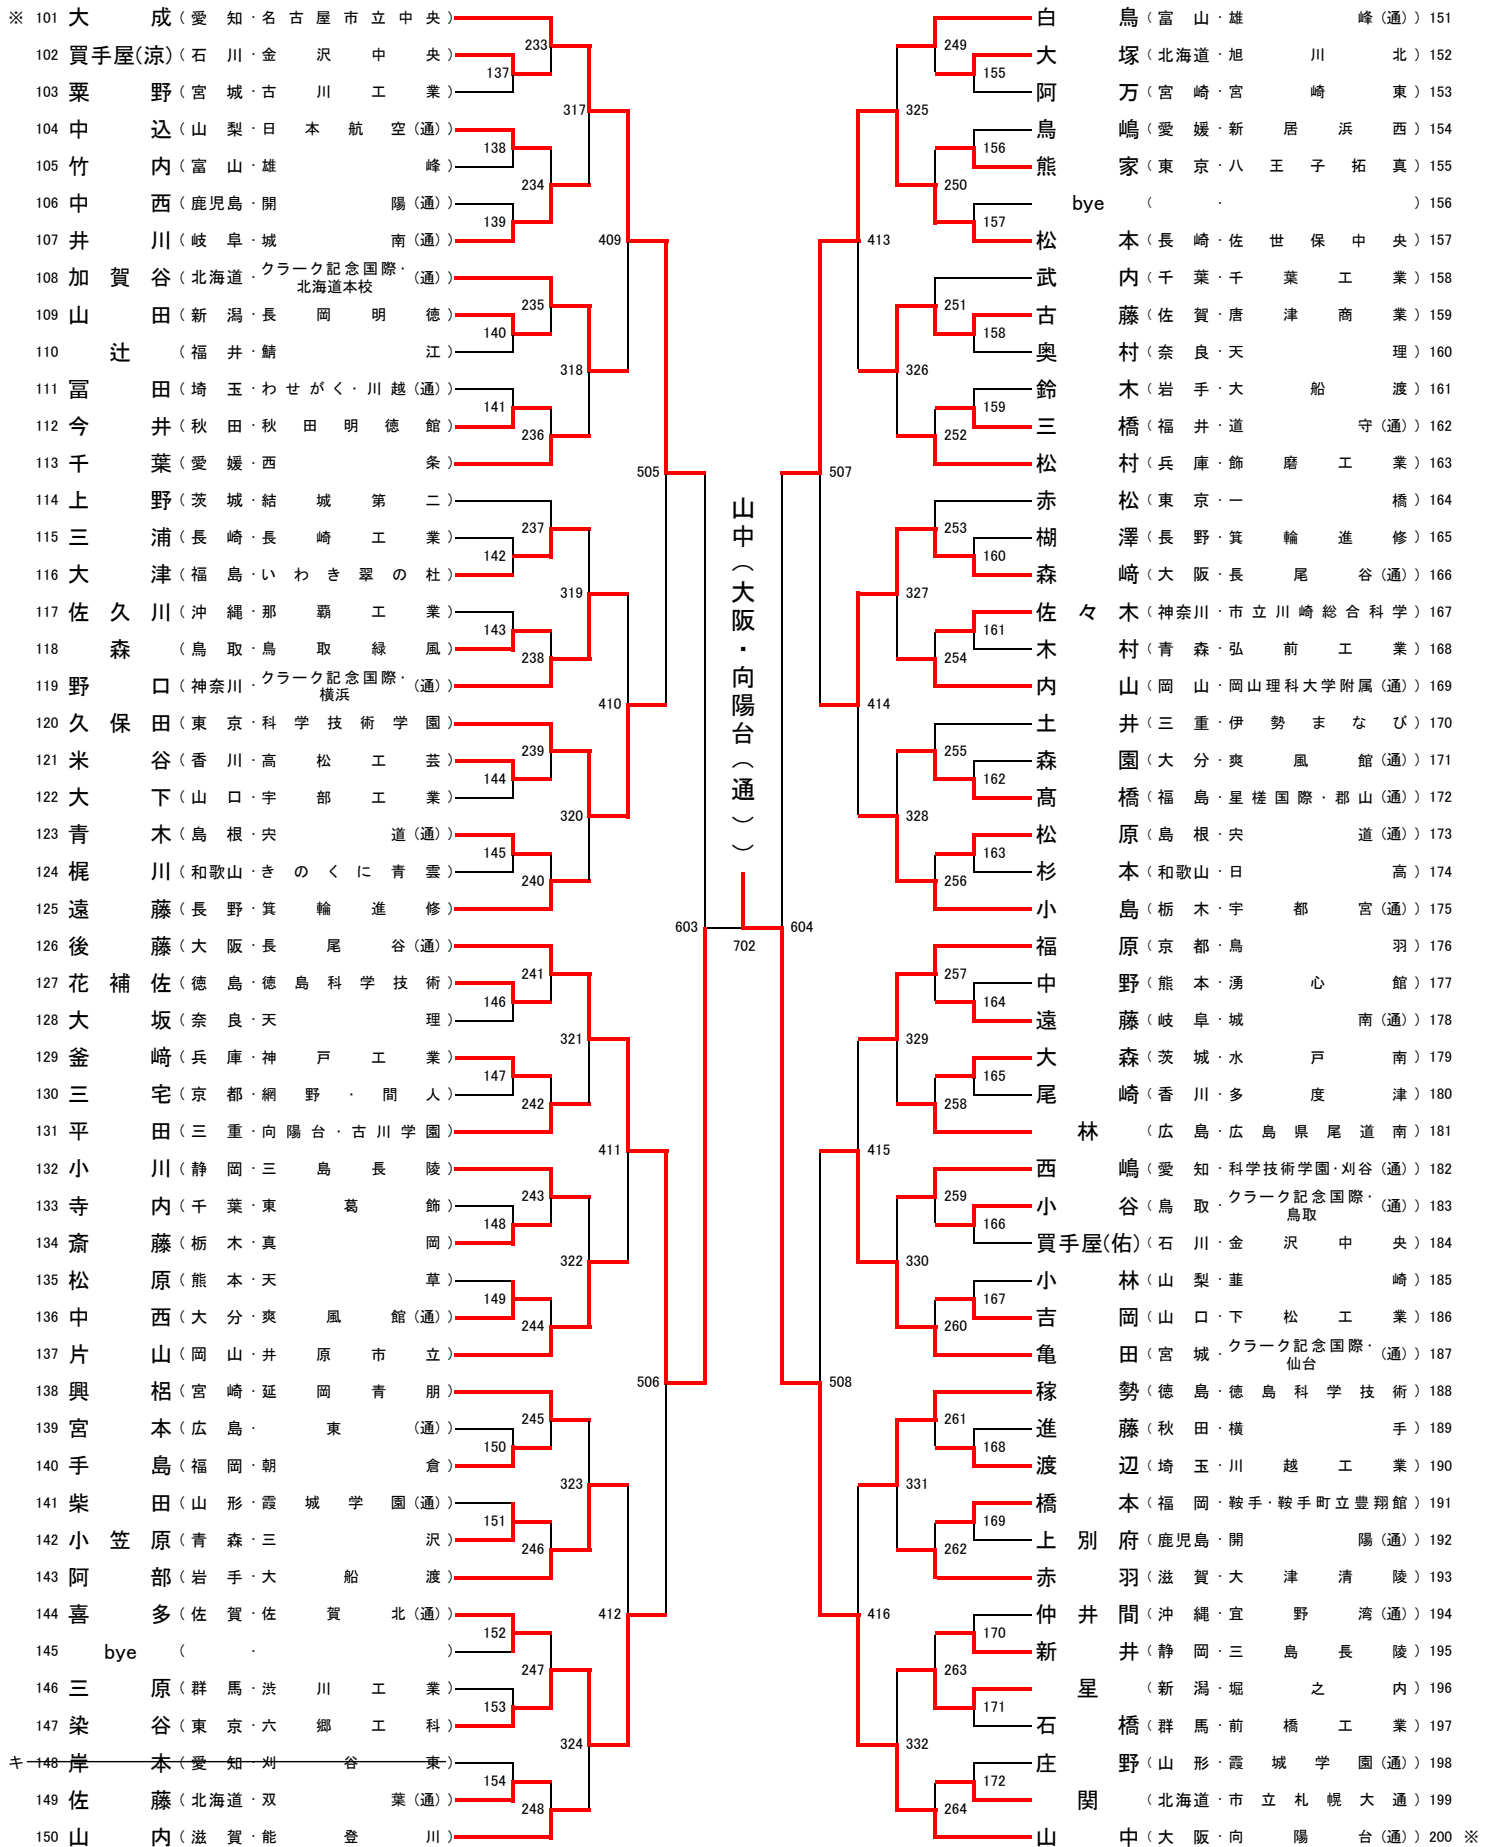 ※ 101 大成 (愛知・名古屋市立中央)
102 買手屋(涼) (石川・金沢中央)
103 粟野 (宮城・古川工業)
104 中込 (山梨・日本航空(通))
105 竹内 (富山・雄峰)
106 中西 (鹿児島・開陽(通))
107 井川 (岐阜・城南(通))
108 加賀谷 (北海道・クラーク記念国際・北海道本校(通))
109 山田 (新潟・長岡明徳)
110 辻 (福井・鯖江)
111 冨田 (埼玉・わせがく・川越(通))
112 今井 (秋田・秋田明徳館)
113 千葉 (愛媛・西条)
114 上野 (茨城・結城第二)
115 三浦 (長崎・長崎工業)
116 大津 (福島・いわき翠の杜)
117 佐久川 (沖縄・那覇工業)
118 森 (鳥取・鳥取緑風)
119 野口 (神奈川・クラーク記念国際・横浜(通))
120 久保田 (東京・科学技術学園)
121 米谷 (香川・高松工芸)
122 大下 (山口・宇部工業)
123 青木 (島根・宍道(通))
124 梶川 (和歌山・きのくに青雲)
125 遠藤 (長野・箕輪進修)
126 後藤 (大阪・長尾谷(通))
127 花補佐 (徳島・徳島科学技術)
128 大坂 (奈良・天理)
129 釜﨑 (兵庫・神戸工業)
130 三宅 (京都・網野・間人)
131 平田 (三重・向陽台・古川学園)
132 小川 (静岡・三島長陵)
133 寺内 (千葉・東葛飾)
134 斎藤 (栃木・真岡)
135 松原 (熊本・天草)
136 中西 (大分・爽風館(通))
137 片山 (岡山・井原市立)
138 興梠 (宮崎・延岡青朋)
139 宮本 (広島・東(通))
140 手島 (福岡・朝倉)
141 柴田 (山形・霞城学園(通))
142 小笠原 (青森・三沢)
143 阿部 (岩手・大船渡)
144 喜多 (佐賀・佐賀北(通))
145 bye (・)
146 三原 (群馬・渋川工業)
147 染谷 (東京・六郷工科)
キ 148 岸本 (愛知・刈谷東)
149 佐藤 (北海道・双葉(通))
150 山内 (滋賀・能登川)
233
137
317
138
234
139
409
235
140
318
141
236
505
237
142
319
143
238
410
239
144
320
145
240
603
241
146
321
147
242
411
243
148
322
149
244
506
245
150
323
151
246
412
152
247
153
324
154
248
山中(大阪・向陽台(通))
702
249
155
325
156
250
157
413
251
158
326
159
252
507
253
160
327
161
254
414
255
162
328
163
256
604
257
164
329
165
258
415
259
166
330
167
260
508
261
168
331
169
262
416
170
263
171
332
172
264
白鳥 (富山・雄峰(通)) 151
大塚 (北海道・旭川北) 152
阿万 (宮崎・宮崎東) 153
鳥嶋 (愛媛・新居浜西) 154
熊家 (東京・八王子拓真) 155
bye (・) 156
松本 (長崎・佐世保中央) 157
武内 (千葉・千葉工業) 158
古藤 (佐賀・唐津商業) 159
奥村 (奈良・天理) 160
鈴木 (岩手・大船渡) 161
三橋 (福井・道守(通)) 162
松村 (兵庫・飾磨工業) 163
赤松 (東京・一橋) 164
楜澤 (長野・箕輪進修) 165
森﨑 (大阪・長尾谷(通)) 166
佐々木 (神奈川・市立川崎総合科学) 167
木村 (青森・弘前工業) 168
内山 (岡山・岡山理科大学附属(通)) 169
土井 (三重・伊勢まなび) 170
森園 (大分・爽風館(通)) 171
髙橋 (福島・星槎国際・郡山(通)) 172
松原 (島根・宍道(通)) 173
杉本 (和歌山・日高) 174
小島 (栃木・宇都宮(通)) 175
福原 (京都・鳥羽) 176
中野 (熊本・湧心館) 177
遠藤 (岐阜・城南(通)) 178
大森 (茨城・水戸南) 179
尾崎 (香川・多度津) 180
林 (広島・広島県尾道南) 181
西嶋 (愛知・科学技術学園・刈谷(通)) 182
小谷 (鳥取・クラーク記念国際・鳥取(通)) 183
買手屋(佑) (石川・金沢中央) 184
小林 (山梨・韮崎) 185
吉岡 (山口・下松工業) 186
亀田 (宮城・クラーク記念国際・仙台(通)) 187
稼勢 (徳島・徳島科学技術) 188
進藤 (秋田・横手) 189
渡辺 (埼玉・川越工業) 190
橋本 (福岡・鞍手・鞍手町立豊翔館) 191
上別府 (鹿児島・開陽(通)) 192
赤羽 (滋賀・大津清陵) 193
仲井間 (沖縄・宜野湾(通)) 194
新井 (静岡・三島長陵) 195
星 (新潟・堀之内) 196
石橋 (群馬・前橋工業) 197
庄野 (山形・霞城学園(通)) 198
関 (北海道・市立札幌大通) 199
山中 (大阪・向陽台(通)) 200 ※